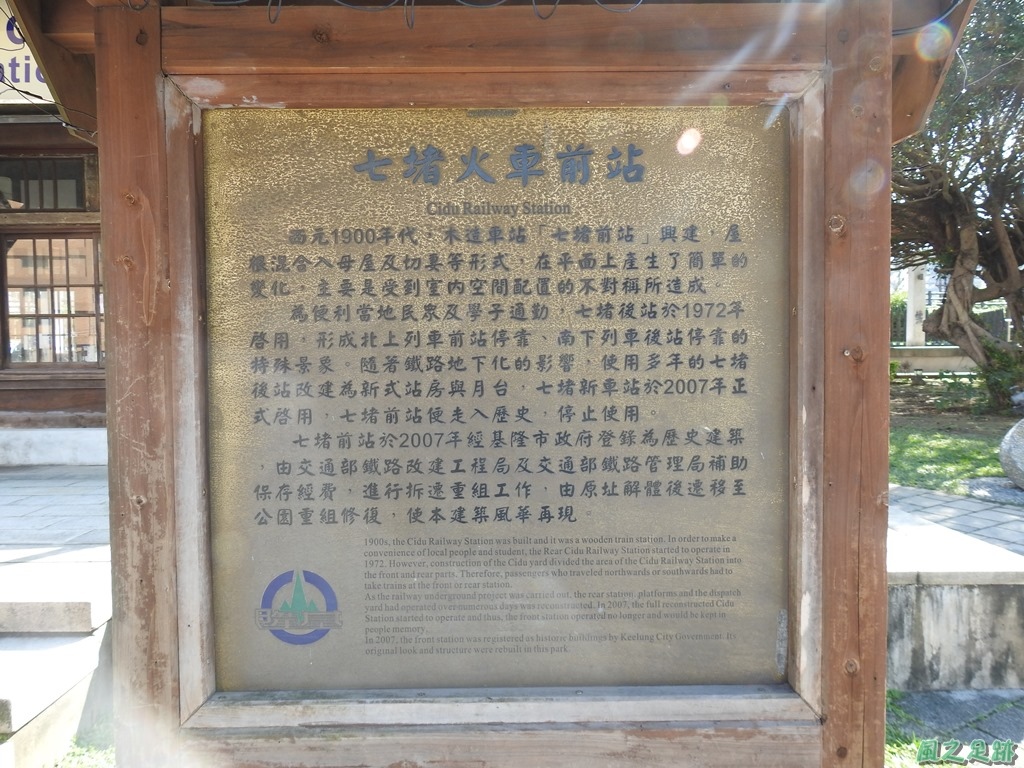 七堵火車前站
Cidu Railway Station
西元1900年代，木造車站「七堵前站」興建，屋
根混合入母屋及切妻等形式，在平面上產生了簡單的
變化，主要是受到室內空間配置的不對稱所造成。
為便利當地民眾及學子通勤，七堵後站於1972年
啓用，形成北上列車前站停靠、南下列車後站停靠的
特殊景象。隨著鐵路地下化的影響，使用多年的七堵
後站改建為新式站房與月台，七堵新車站於2007年正
式啓用，七堵前站便走入歷史，停止使用。
七堵前站於2007年經基隆市政府登錄為歷史建築
，由交通部鐵路改建工程局及交通部鐵路管理局補助
保存經費，進行拆遷重組工作，由原址解體後遷移至
公園重組修復，使本建築風華再現。
1900s, the Cidu Railway Station was built and it was a wooden train station. In order to make a
convenience of local people and student, the Rear Cidu Railway Station started to operate in
1972. However, construction of the Cidu yard divided the area of the Cidu Railway Station into
the front and rear parts. Therefore, passengers who traveled northwards or southwards had to
take trains at the front or rear station.
As the railway underground project was carried out, the rear station, platforms and the dispatch
yard had operated over numerous days was reconstructed. In 2007, the full reconstructed Cidu
Station started to operate and thus, the front station operated no longer and would be kept in
people memory.
In 2007, the front station was registered as historic buildings by Keelung City Government. Its
original look and structure were rebuilt in this park.
風之足跡